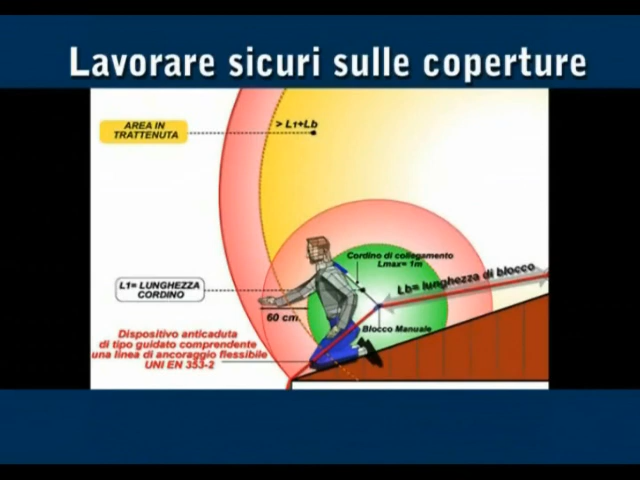 Lavorare sicuri sulle coperture
AREA IN
TRATTENUTA
> L1+Lb
Cordino di collegamento
Lmax= 1m
Lb= lunghezza di blocco
L1= LUNGHEZZA
CORDINO
60 cm.
Blocco Manuale
Dispositivo anticaduta
di tipo guidato comprendente
una linea di ancoraggio flessibile
UNI EN 353-2